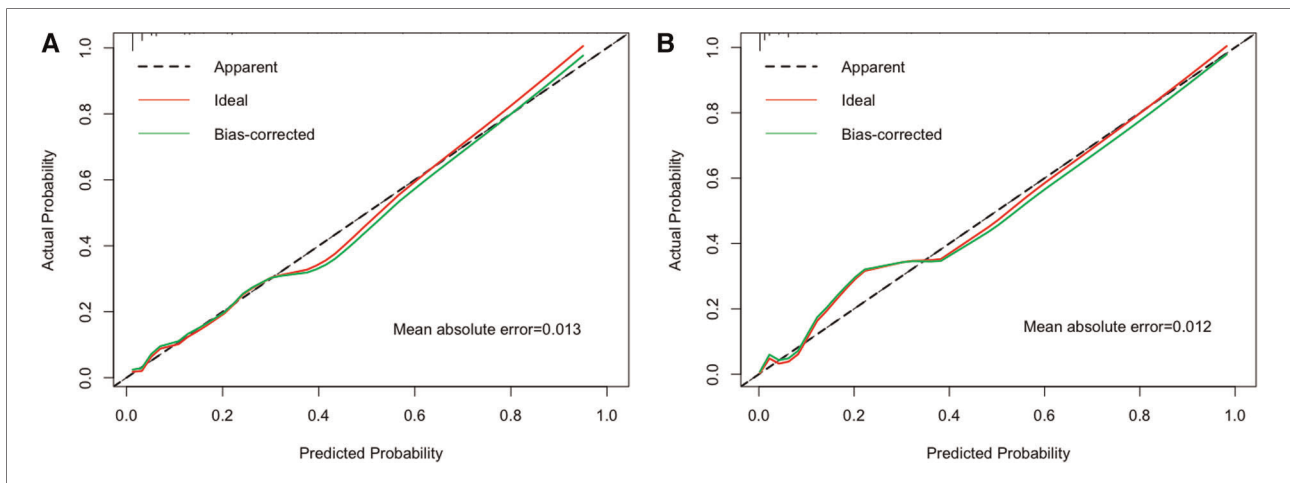 A
Apparent
Ideal
Bias-corrected
Mean absolute error=0.013
Actual Probability
0.0 0.2 0.4 0.6 0.8 1.0
0.0 0.2 0.4 0.6 0.8 1.0
Predicted Probability
B
Apparent
Ideal
Bias-corrected
Mean absolute error=0.012
Actual Probability
0.0 0.2 0.4 0.6 0.8 1.0
0.0 0.2 0.4 0.6 0.8 1.0
Predicted Probability